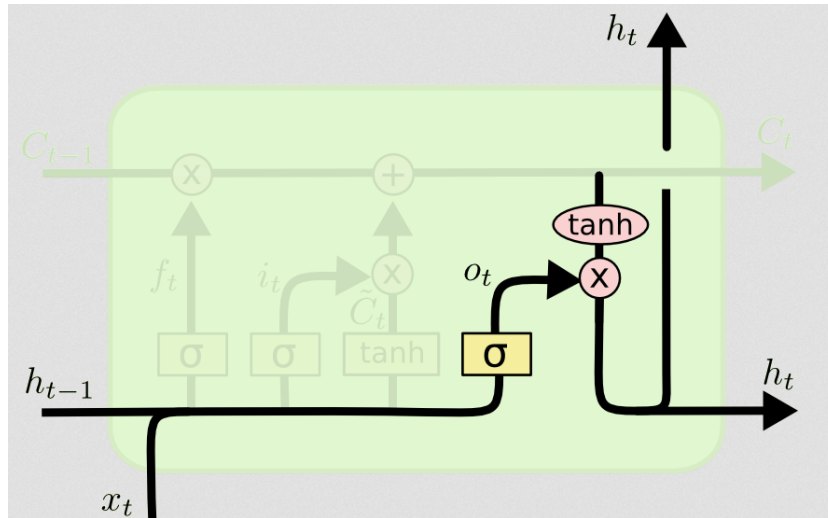 h_t
C_{t-1}
C_t
x
+
tanh
f_t
i_t
x
o_t
x
C̃_t
σ
σ
tanh
σ
h_{t-1}
h_t
x_t